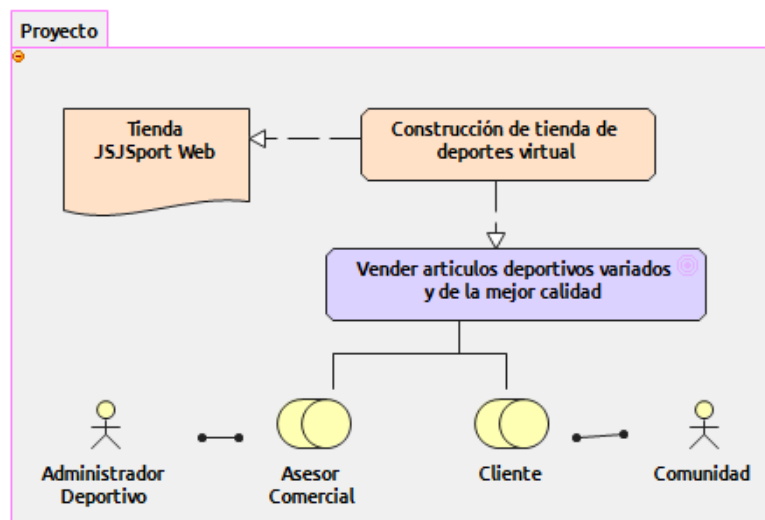 Proyecto
Tienda
JSJSport Web
Construcción de tienda de
deportes virtual
Vender articulos deportivos variados
y de la mejor calidad
Administrador
Deportivo
Asesor
Comercial
Cliente
Comunidad